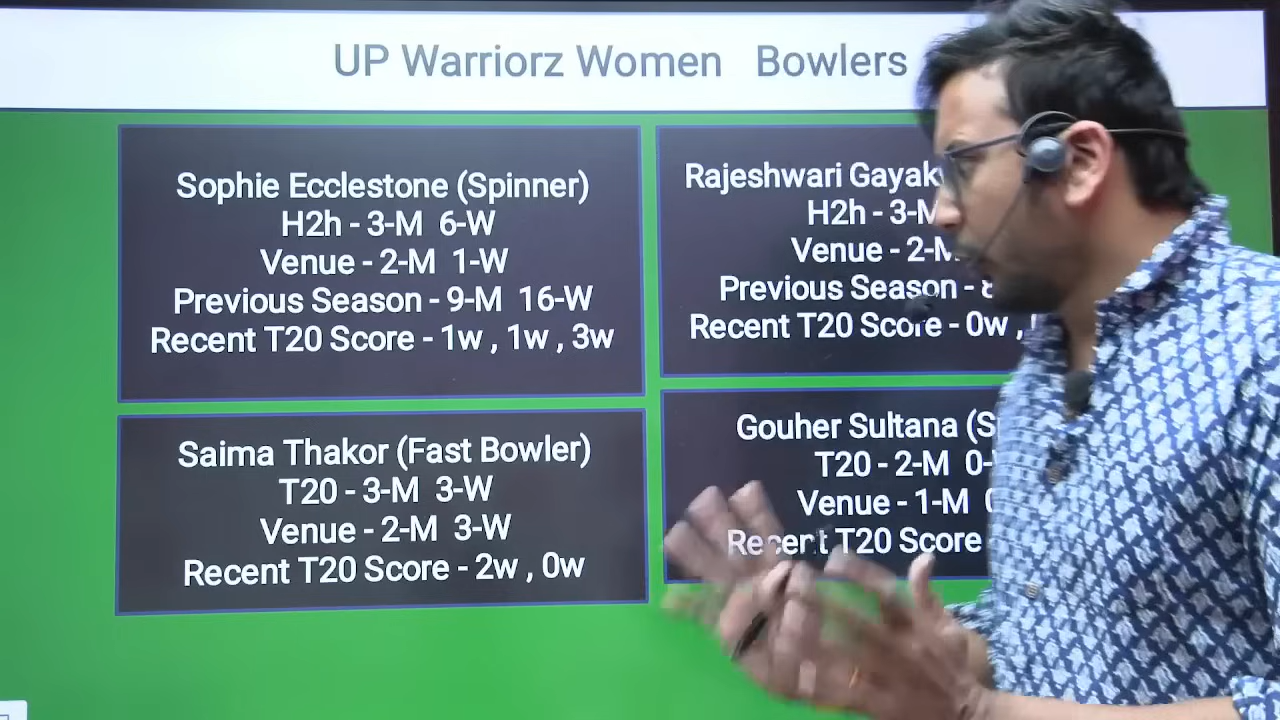 UP Warriorz Women Bowlers
Sophie Ecclestone (Spinner)
H2h - 3-M 6-W
Venue - 2-M 1-W
Previous Season - 9-M 16-W
Recent T20 Score - 1w , 1w , 3w
Rajeshwari
H2h - 3-M
Venue - 2-M
Previous Season -
Recent T20 Score - 0w ,
Saima Thakor (Fast Bowler)
T20 - 3-M 3-W
Venue - 2-M 3-W
Recent T20 Score - 2w , 0w
Gouher Sultana
T20 - 2-M
Venue - 1-M
Recent T20 Score